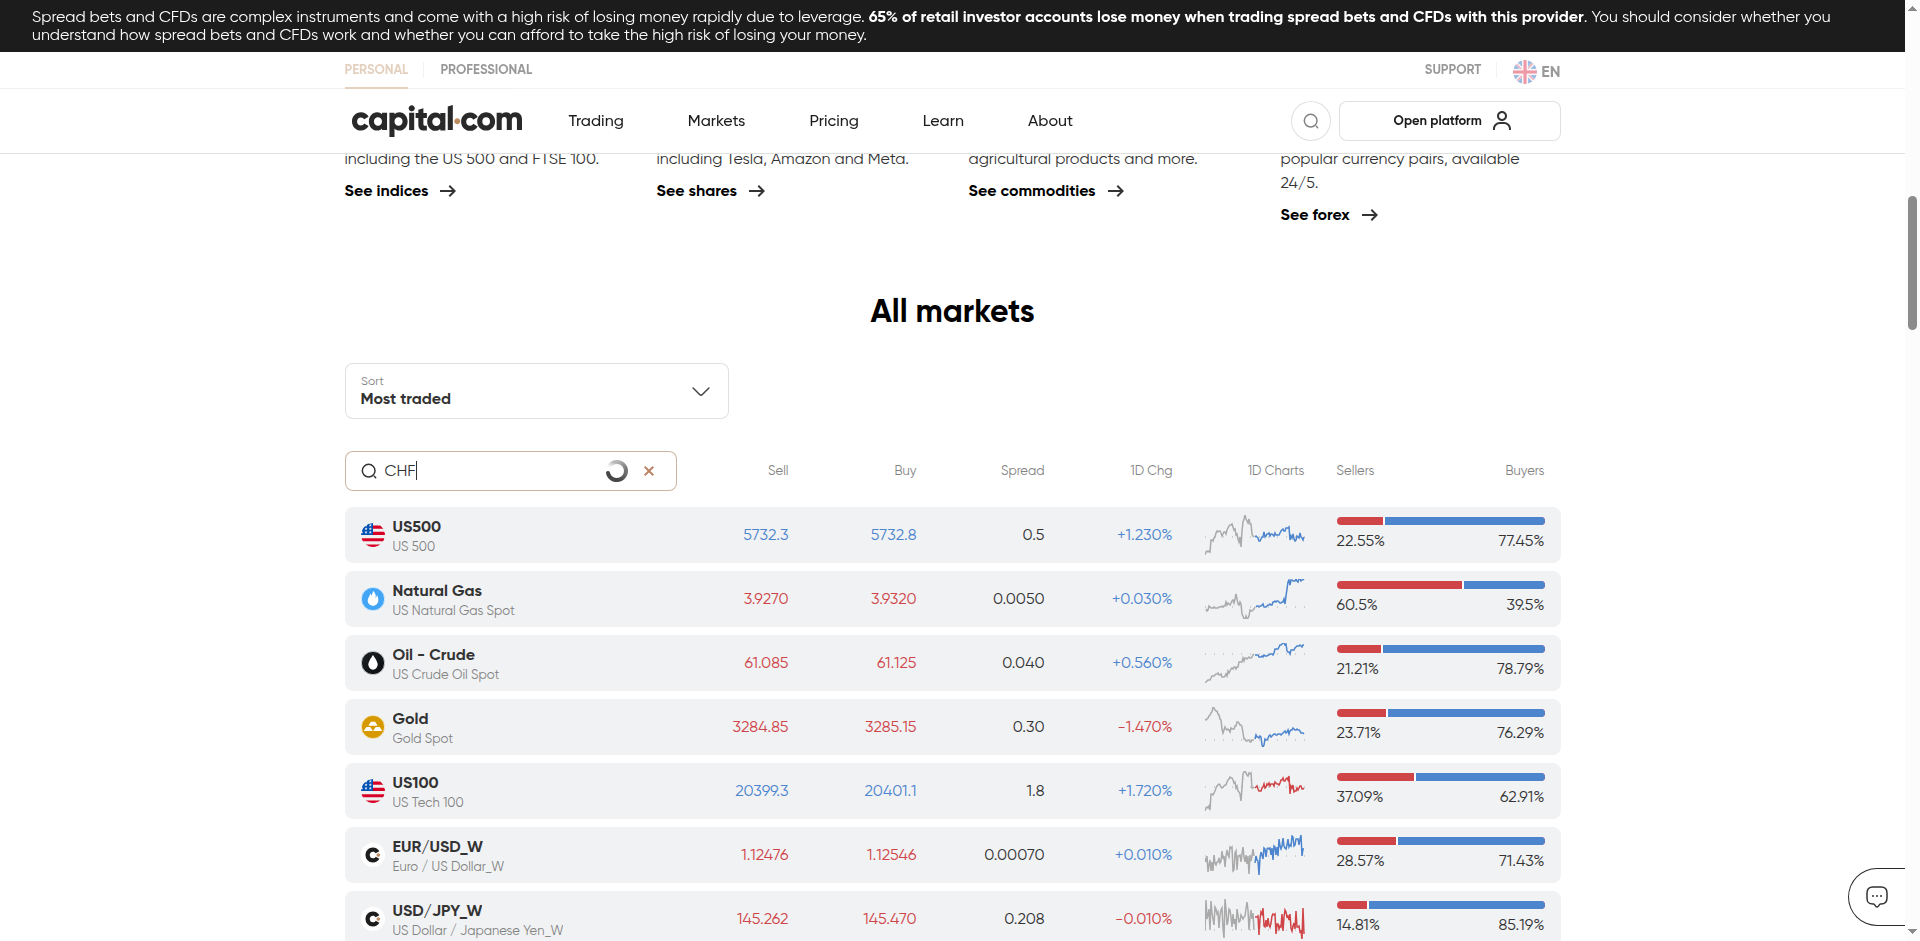 Spread bets and CFDs are complex instruments and come with a high risk of losing money rapidly due to leverage. 65% of retail investor accounts lose money when trading spread bets and CFDs with this provider. You should consider whether you
understand how spread bets and CFDs work and whether you can afford to take the high risk of losing your money.
PERSONAL PROFESSIONAL SUPPORT EN
capital.com Trading Markets Pricing Learn About Open platform
including the US 500 and FTSE 100. including Tesla, Amazon and Meta. agricultural products and more. popular currency pairs, available
24/5.
See indices See shares See commodities
See forex
All markets
Sort
Most traded
CHF Sell Buy Spread 1D Chg 1D Charts Sellers Buyers
US500
US 500
5732.3 5732.8 0.5 +1.230% 22.55% 77.45%
Natural Gas
US Natural Gas Spot
3.9270 3.9320 0.0050 +0.030% 60.5% 39.5%
Oil - Crude
US Crude Oil Spot
61.085 61.125 0.040 +0.560% 21.21% 78.79%
Gold
Gold Spot
3284.85 3285.15 0.30 -1.470% 23.71% 76.29%
US100
US Tech 100
20399.3 20401.1 1.8 +1.720% 37.09% 62.91%
EUR/USD_W
Euro / US Dollar_W
1.12476 1.12546 0.00070 +0.010% 28.57% 71.43%
USD/JPY_W
US Dollar / Japanese Yen_W
145.262 145.470 0.208 -0.010% 14.81% 85.19%